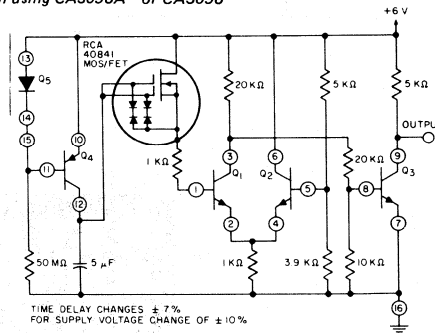 n using CA3096A or CA3096
+6 V
RCA
40841
MOS/FET
13
Q5
14
15
10
11
Q4
12
20 KΩ
5 KΩ
5 KΩ
OUTPU
1 KΩ
3
6
9
Q1
Q2
20 KΩ
Q3
1
5
8
2
4
7
50 MΩ
5 μF
1 KΩ
3.9 KΩ
10 KΩ
16
TIME DELAY CHANGES ± 7%
FOR SUPPLY VOLTAGE CHANGE OF ± 10%